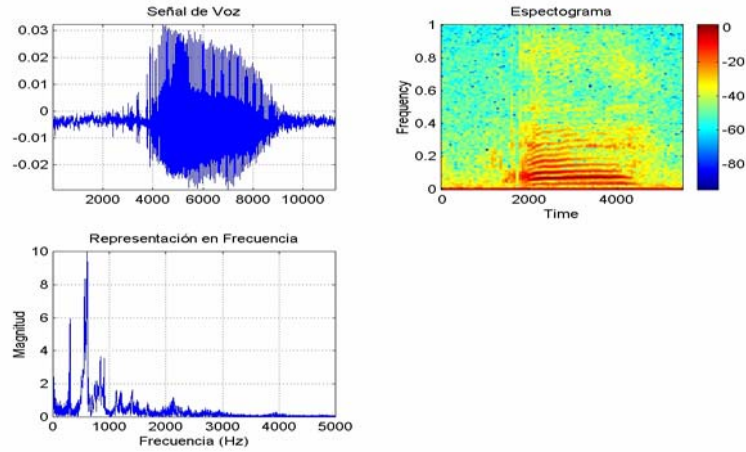 Señal de Voz
0.03
0.02
0.01
0
-0.01
-0.02
2000 4000 6000 8000 10000
Espectograma
Frequency
1
0.8
0.6
0.4
0.2
0
0 2000 4000
Time
0
-20
-40
-60
-80
Representación en Frecuencia
Magnitud
10
8
6
4
2
0
0 1000 2000 3000 4000 5000
Frecuencia (Hz)